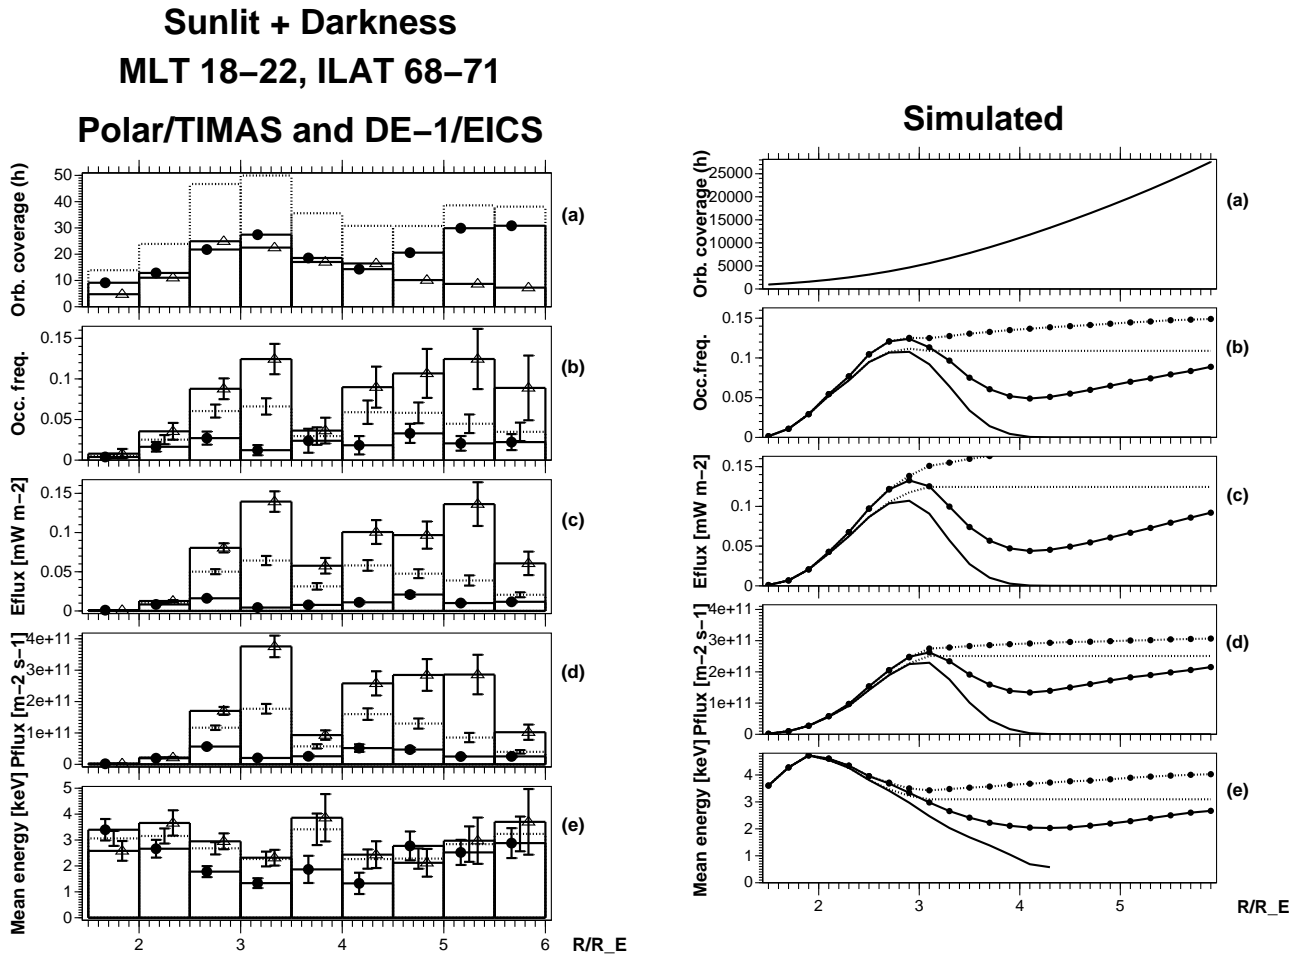 Sunlit + Darkness
MLT 18–22, ILAT 68–71
Polar/TIMAS and DE–1/EICS
Orb. coverage (h)
50
40
30
20
10
0
(a)
Occ.freq.
0.15
0.1
0.05
0
(b)
Eflux [mW m–2]
0.15
0.1
0.05
0
(c)
Pflux [m–2 s–1]
4e+11
3e+11
2e+11
1e+11
0
(d)
Mean energy [keV]
5
4
3
2
1
0
(e)
2 3 4 5 6 R/R_E
Simulated
Orb. coverage (h)
25000
20000
15000
10000
5000
0
(a)
Occ.freq.
0.15
0.1
0.05
0
(b)
Eflux [mW m–2]
0.15
0.1
0.05
0
(c)
Pflux [m–2 s–1]
4e+11
3e+11
2e+11
1e+11
0
(d)
Mean energy [keV]
4
3
2
1
0
(e)
2 3 4 5 R/R_E